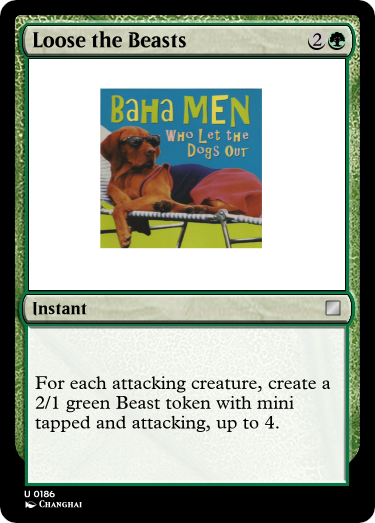 Loose the Beasts
2
BaHa MEN
WHO LET THE
DOGS OUT
Instant
For each attacking creature, create a
2/1 green Beast token with mini
tapped and attacking, up to 4.
U 0186
CHANGHAI